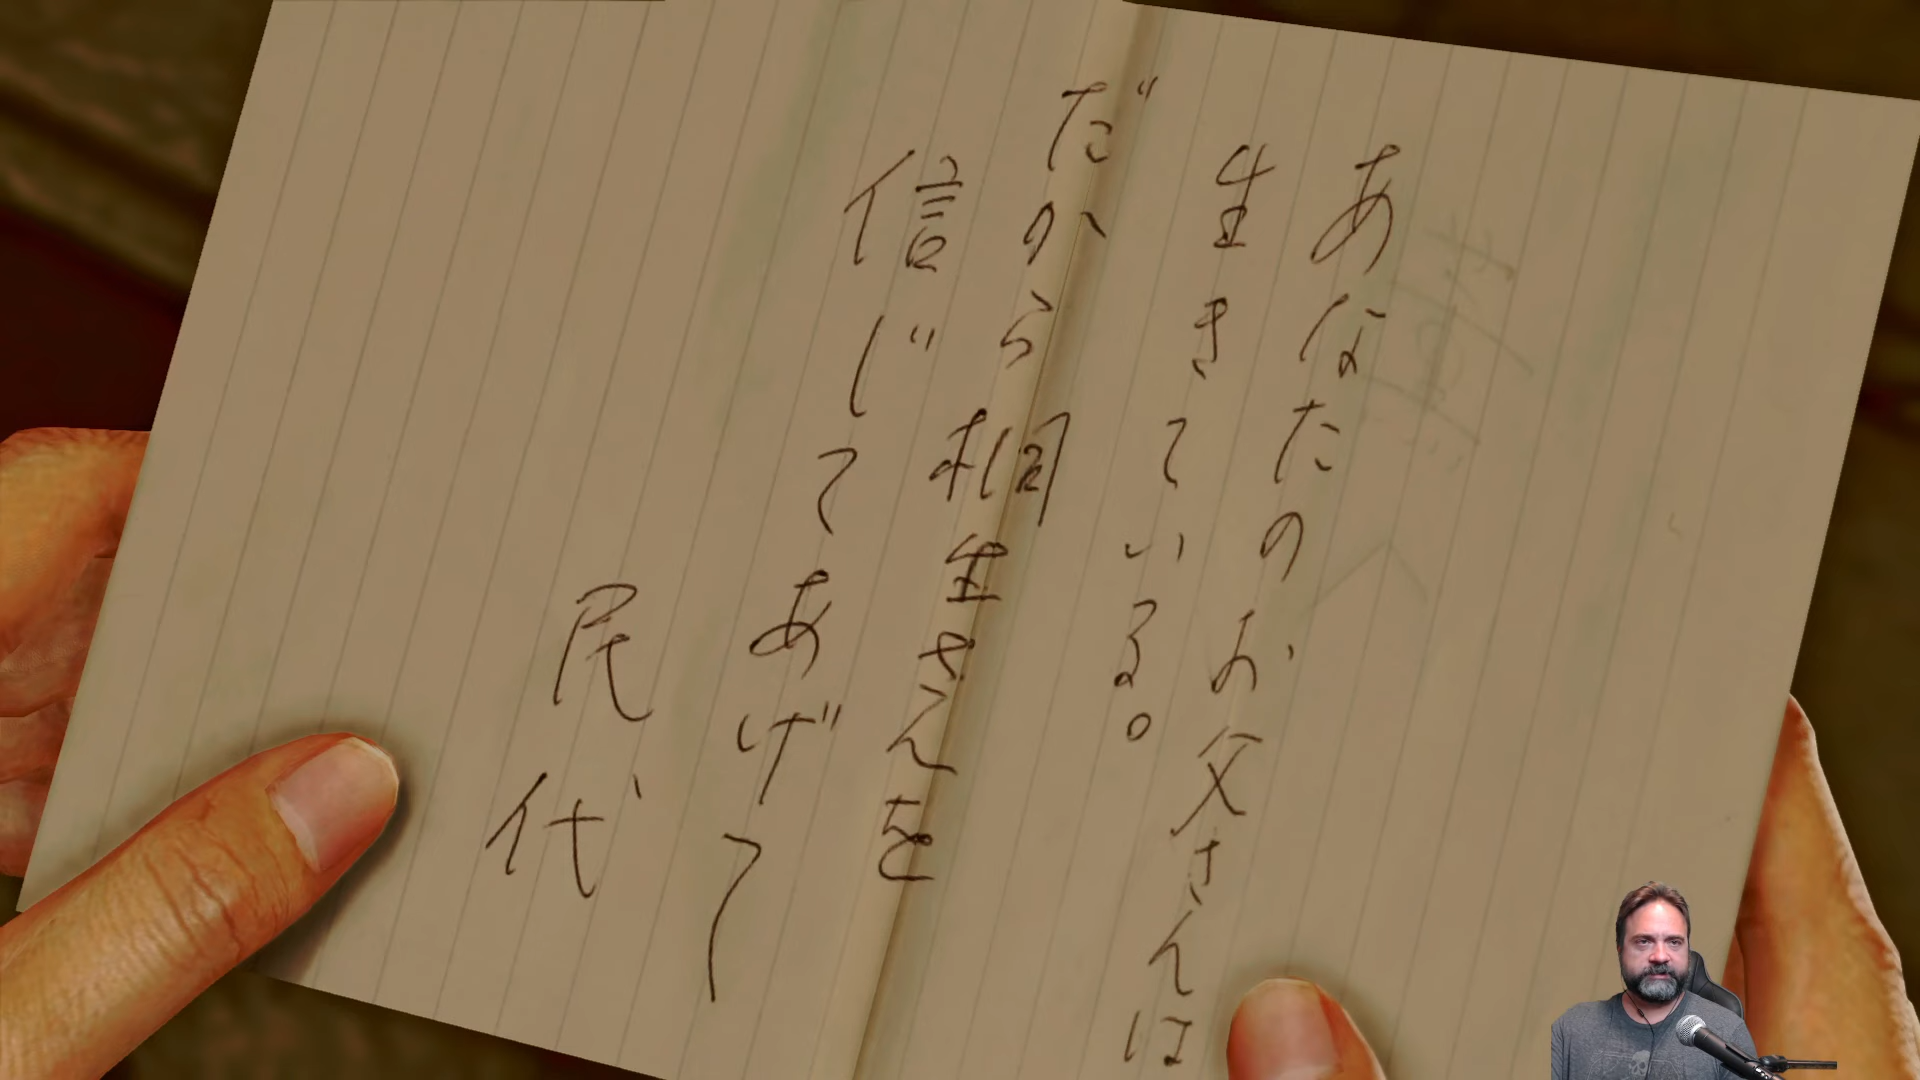 あなたのお父さんは
生きている。
だから桐生さんを
信じてあげて
民代